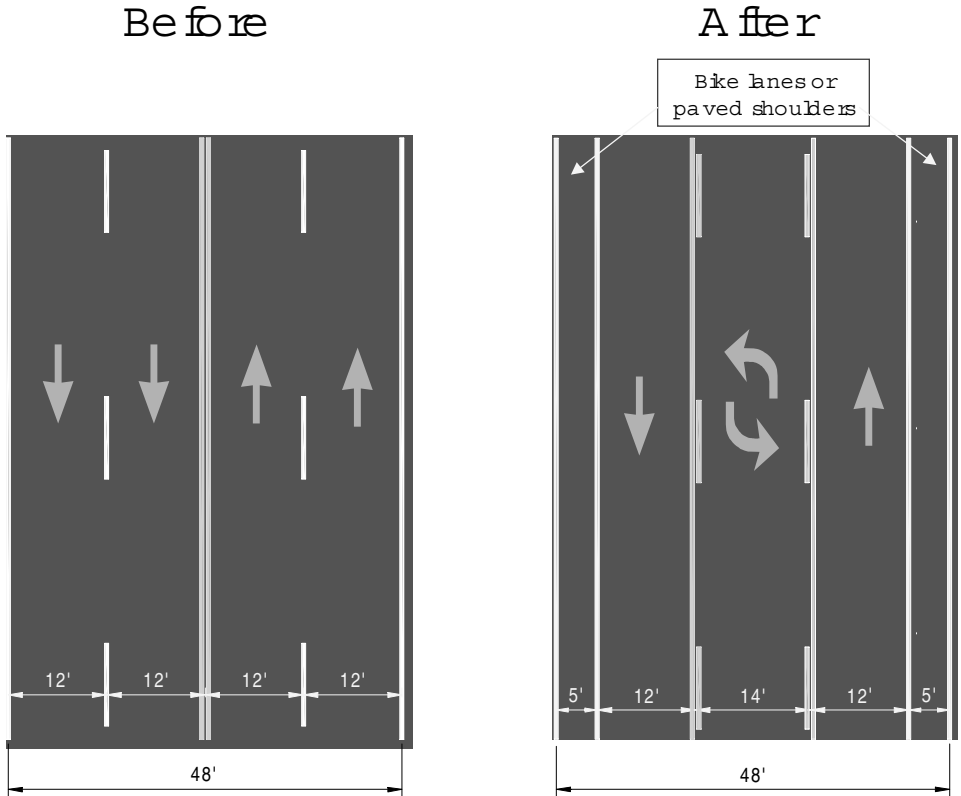 Before
After
Bike lanes or
paved shoulders
12' 12' 12' 12'
48'
5' 12' 14' 12' 5'
48'